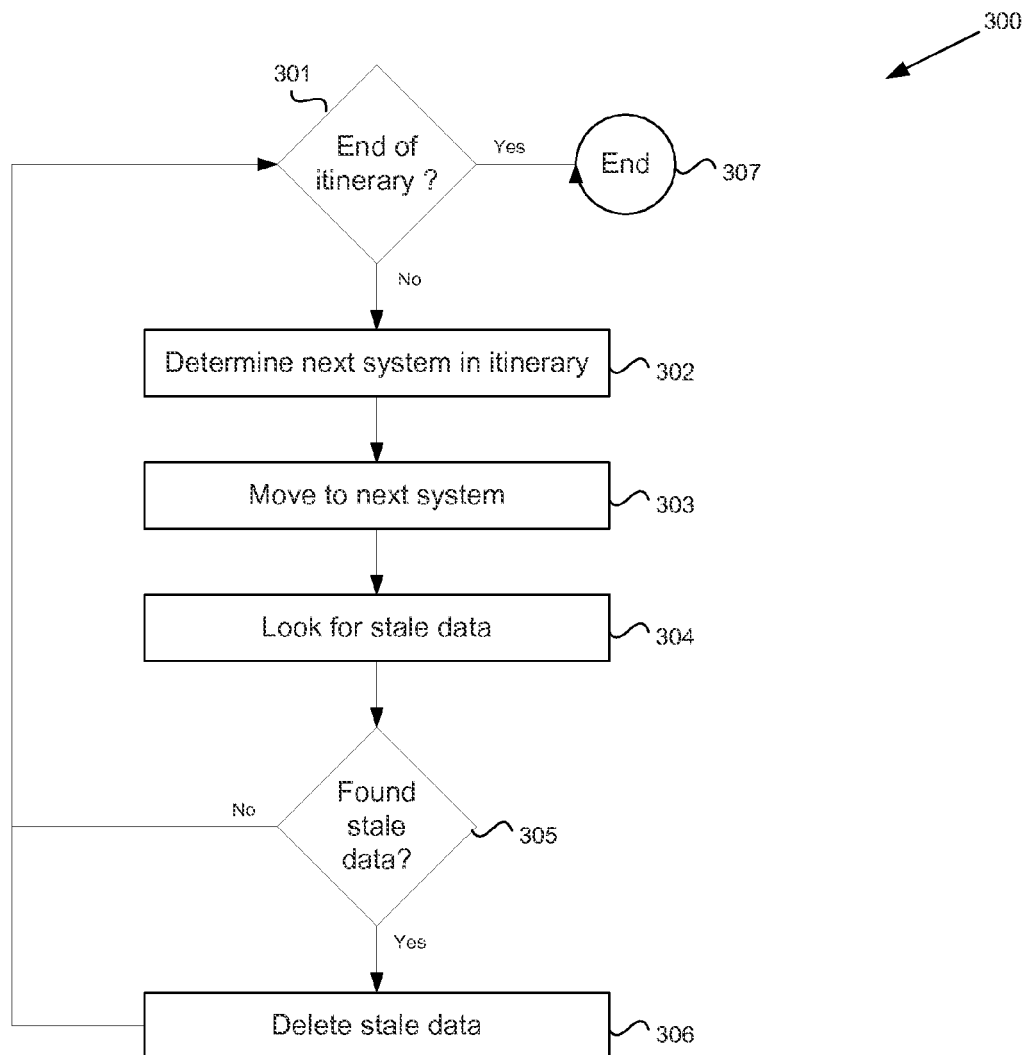 300
301
End of
itinerary ?
Yes
End
307
No
Determine next system in itinerary
302
Move to next system
303
Look for stale data
304
Found
stale
data?
No
305
Yes
Delete stale data
306